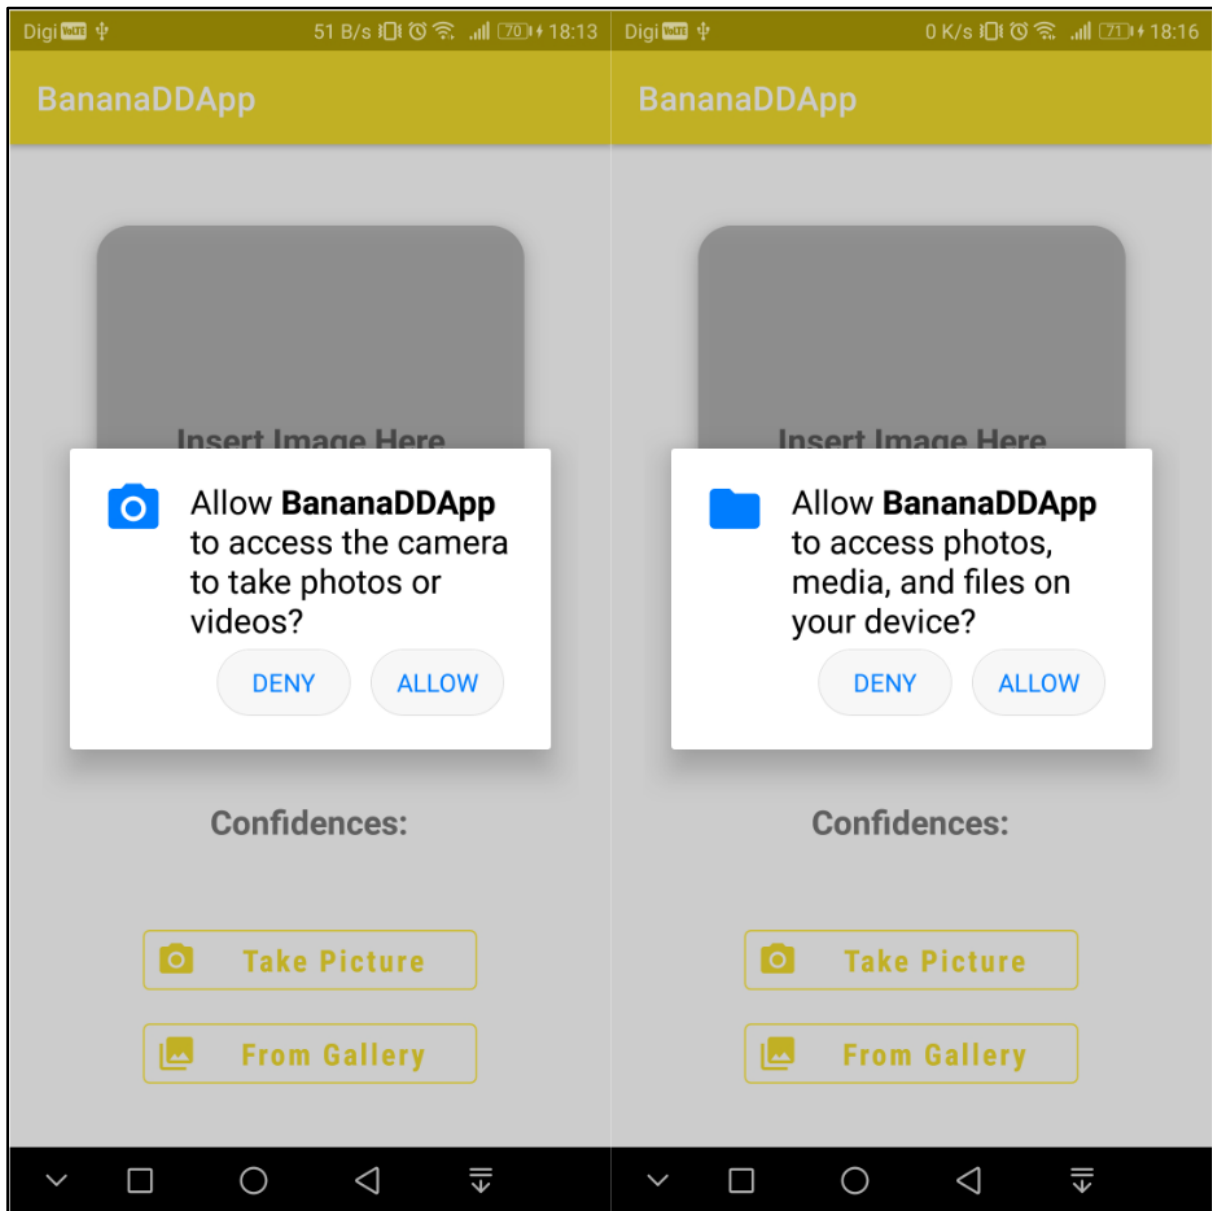 Digi VoLTE 51 B/s 70 18:13
BananaDDApp
Insert Image Here
Allow BananaDDApp
to access the camera
to take photos or
videos?
DENY ALLOW
Confidences:
Take Picture
From Gallery
Digi VoLTE 0 K/s 71 18:16
BananaDDApp
Insert Image Here
Allow BananaDDApp
to access photos,
media, and files on
your device?
DENY ALLOW
Confidences:
Take Picture
From Gallery